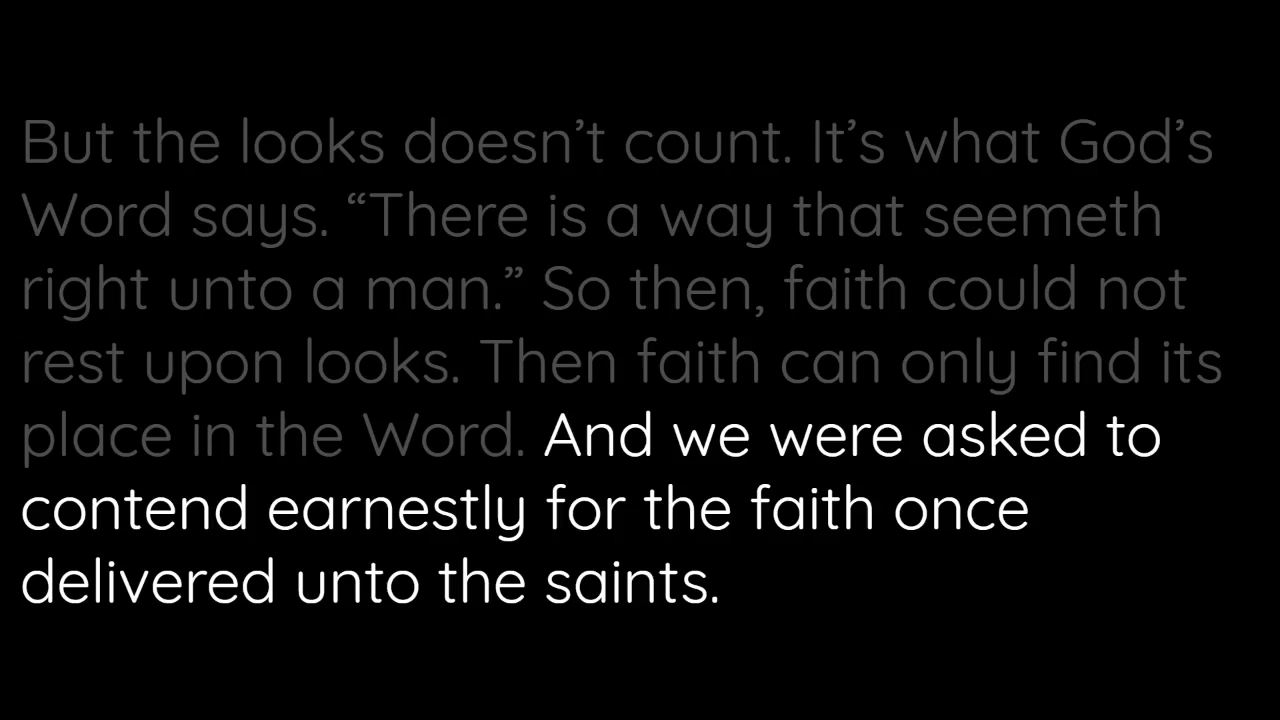 But the looks doesn’t count. It’s what God’s
Word says. “There is a way that seemeth
right unto a man.” So then, faith could not
rest upon looks. Then faith can only find its
place in the Word. And we were asked to
contend earnestly for the faith once
delivered unto the saints.